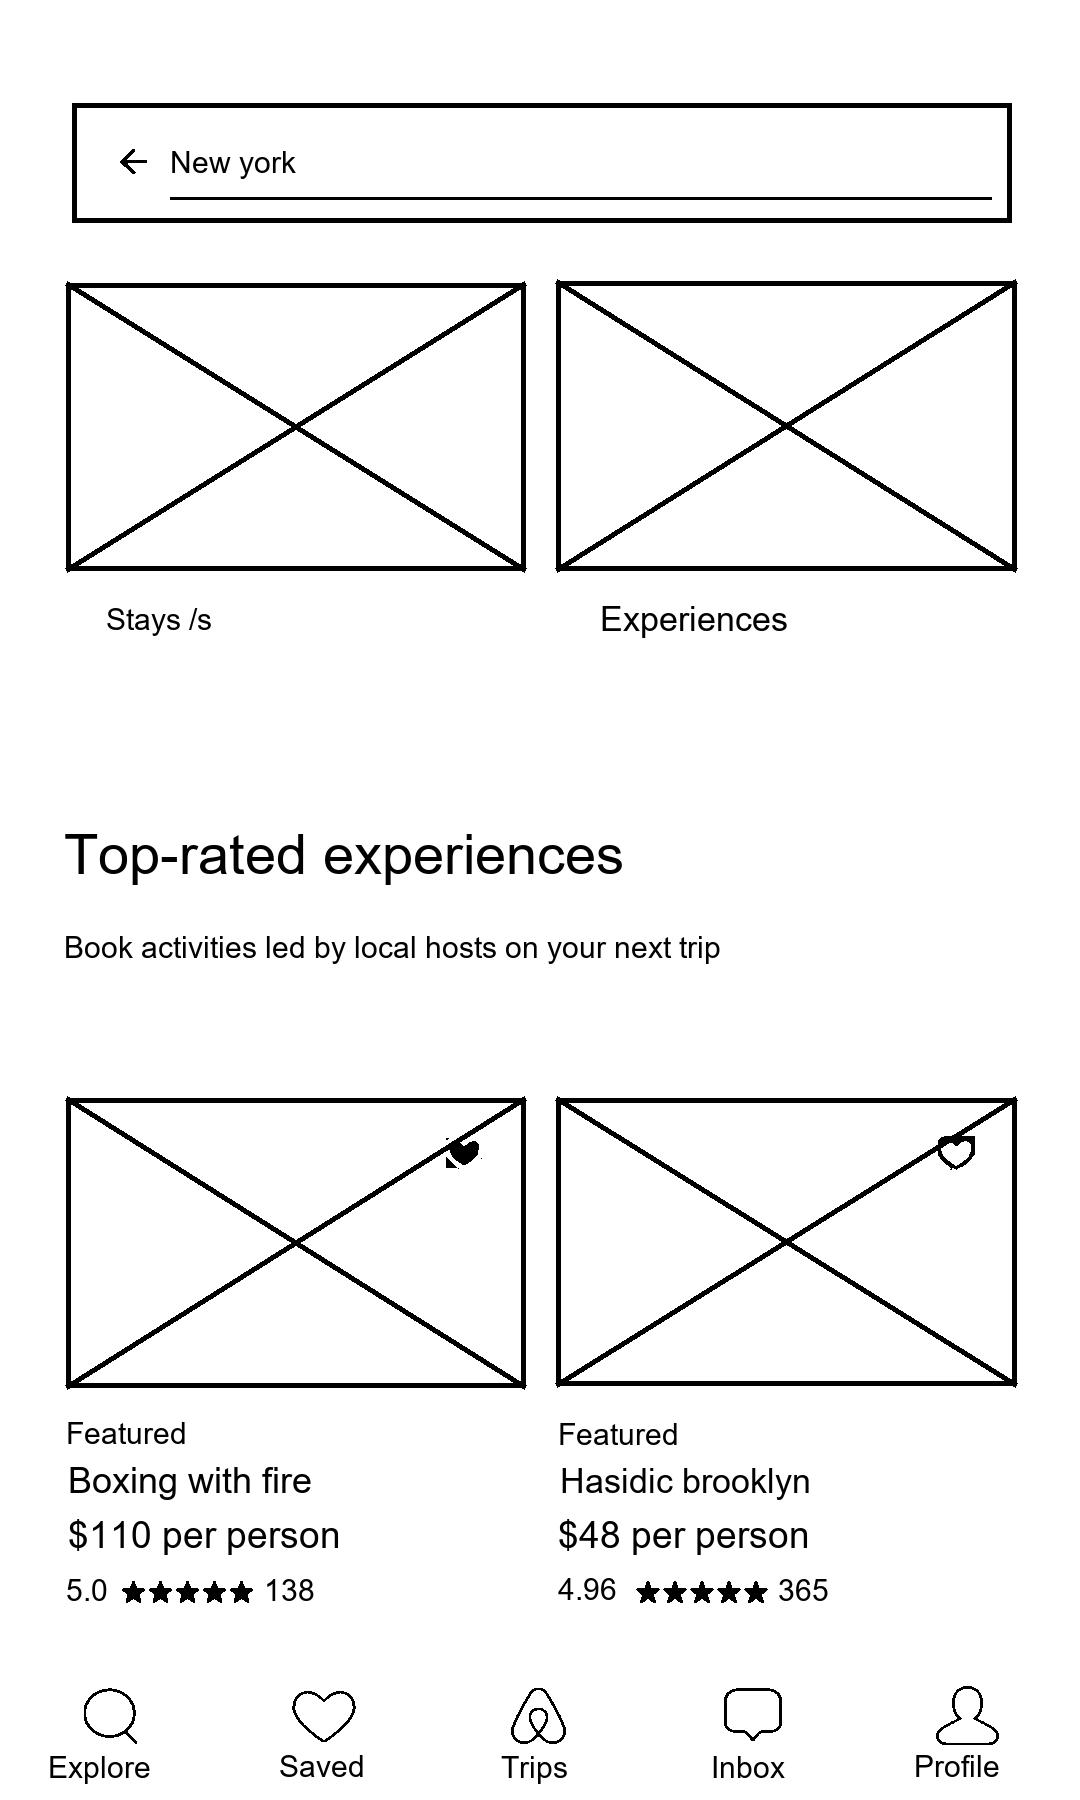 New york
Stays /s
Experiences
Top-rated experiences
Book activities led by local hosts on your next trip
Featured
Boxing with fire
$110 per person
5.0 ★★★★★ 138
Featured
Hasidic brooklyn
$48 per person
4.96 ★★★★★ 365
Explore
Saved
Trips
Inbox
Profile